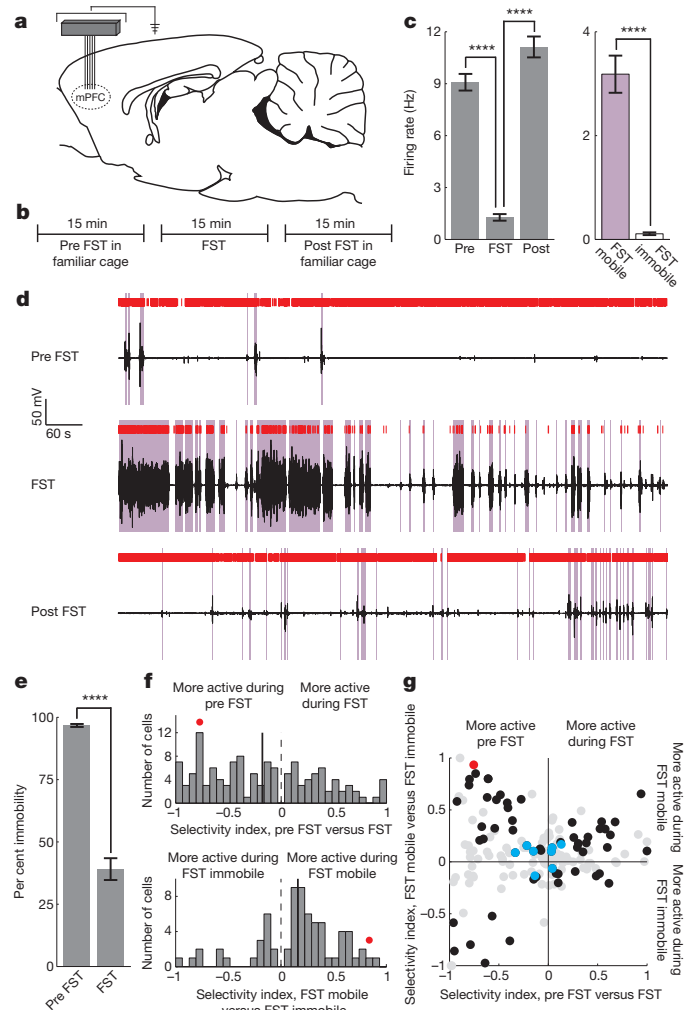 a
mPFC
b
15 min
15 min
15 min
Pre FST in
familiar cage
FST
Post FST in
familiar cage
c
Firing rate (Hz)
12
9
6
3
0
****
****
Pre
FST
Post
4
2
0
****
FST
mobile
FST
immobile
d
Pre FST
50 mV
60 s
FST
Post FST
e
Per cent immobility
100
75
50
25
0
****
Pre FST
FST
f
More active during
pre FST
More active
during FST
Number of cells
12
8
4
0
–1
–0.5
0
0.5
1
Selectivity index, pre FST versus FST
More active during
FST immobile
More active during
FST mobile
Number of cells
9
6
3
0
–1
–0.5
0
0.5
1
Selectivity index, FST mobile
versus FST immobile
g
More active
pre FST
More active
during FST
Selectivity index, FST mobile versus FST immobile
1
0.5
0
–0.5
–1
–1
–0.5
0
0.5
1
Selectivity index, pre FST versus FST
More active during
FST mobile
More active during
FST immobile